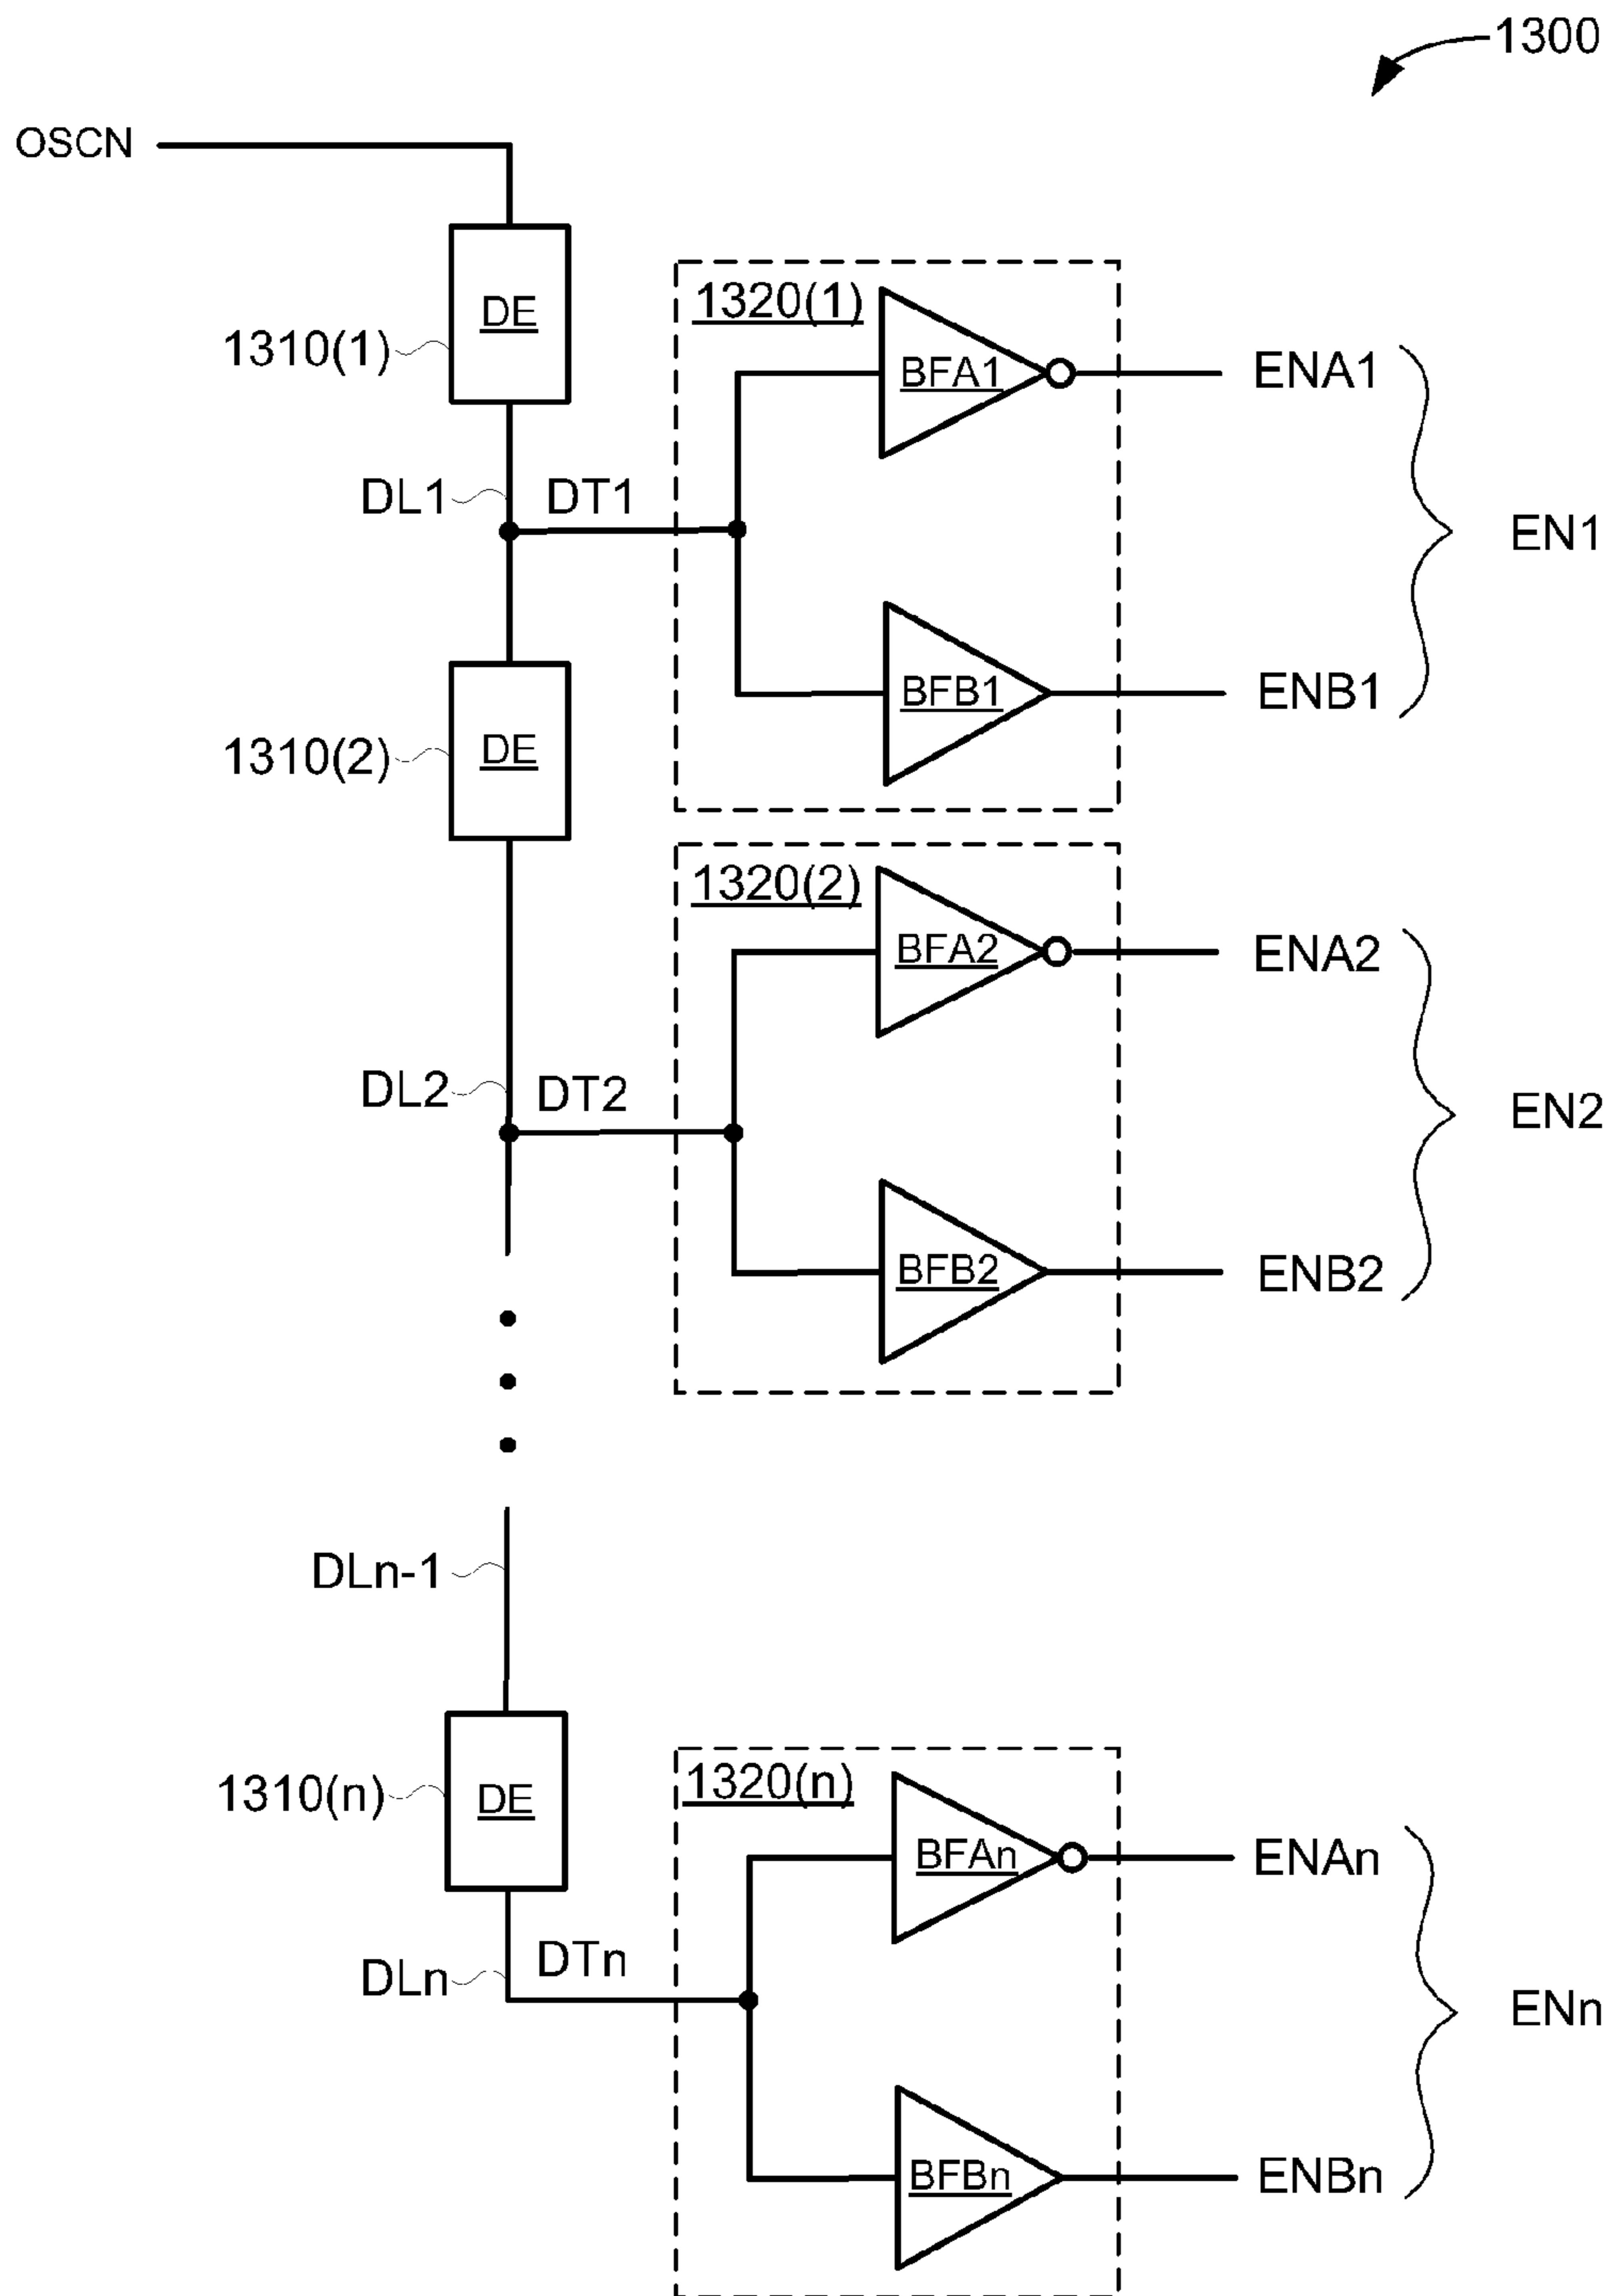 1300
OSCN
DE
1310(1)
1320(1)
BFA1
ENA1
DL1
DT1
EN1
BFB1
ENB1
DE
1310(2)
1320(2)
BFA2
ENA2
DL2
DT2
EN2
BFB2
ENB2
DLn-1
DE
1310(n)
1320(n)
BFAn
ENAn
DLn
DTn
ENn
BFBn
ENBn